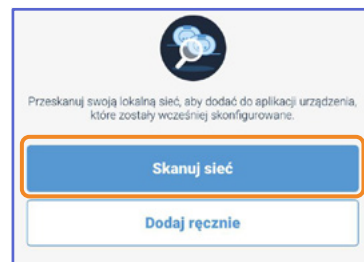 Przeskanuj swoją lokalną sieć, aby dodać do aplikacji urządzenia,
które zostały wcześniej skonfigurowane.
Skanuj sieć
Dodaj ręcznie